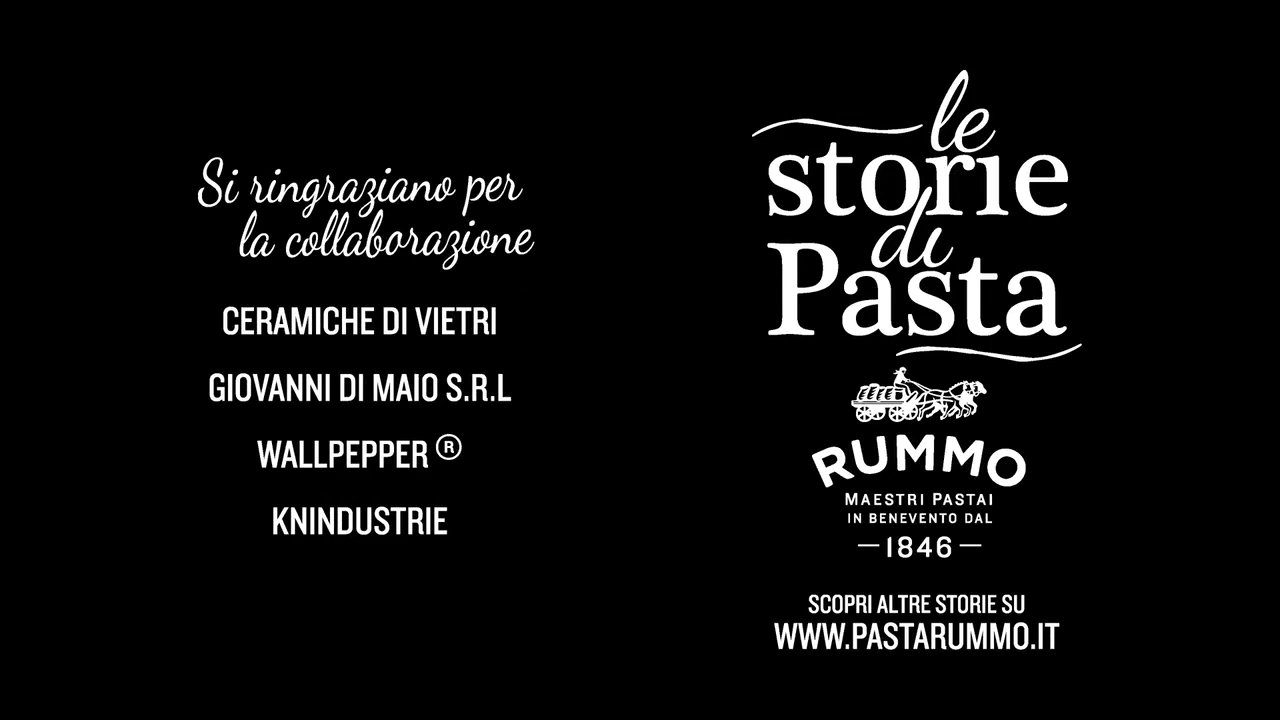 Si ringraziano per
la collaborazione
CERAMICHE DI VIETRI
GIOVANNI DI MAIO S.R.L
WALLPEPPER ®
KNINDUSTRIE
le
storie
di
Pasta
RUMMO
MAESTRI PASTAI
IN BENEVENTO DAL
—1846—
SCOPRI ALTRE STORIE SU
WWW.PASTARUMMO.IT